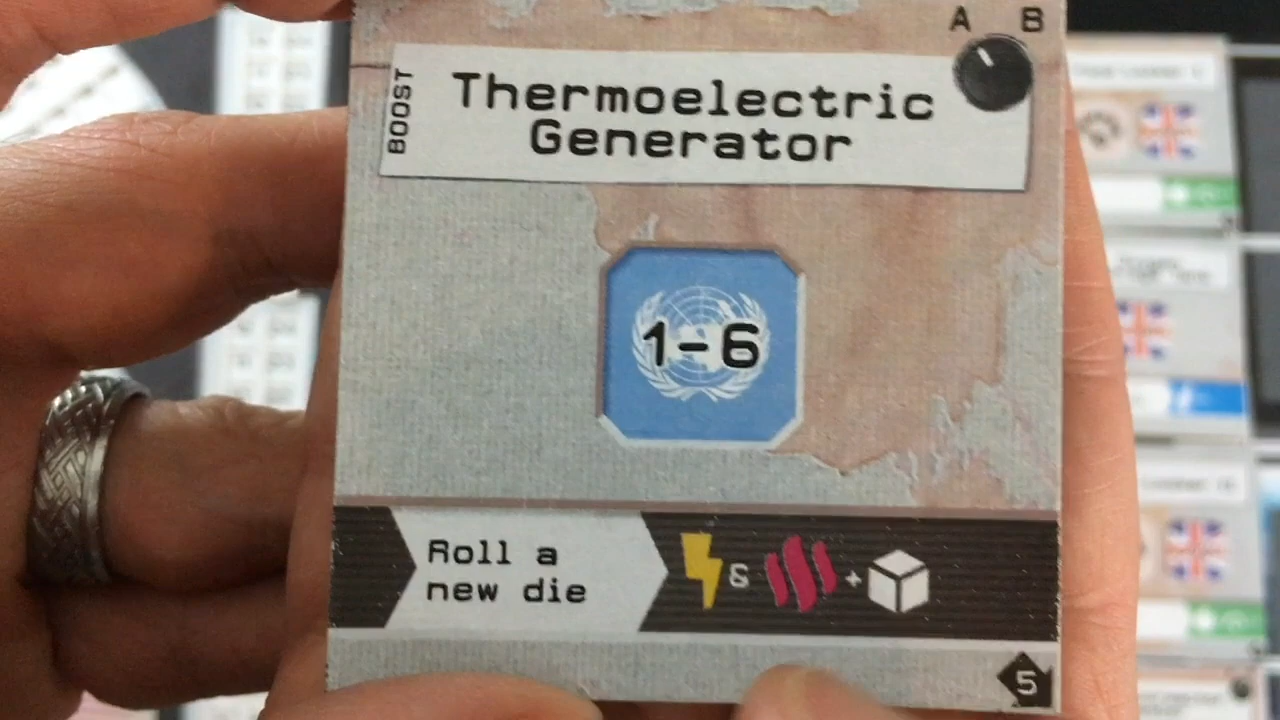 A B
BOOST
Thermoelectric
Generator
1-6
Roll a
new die
& +
5